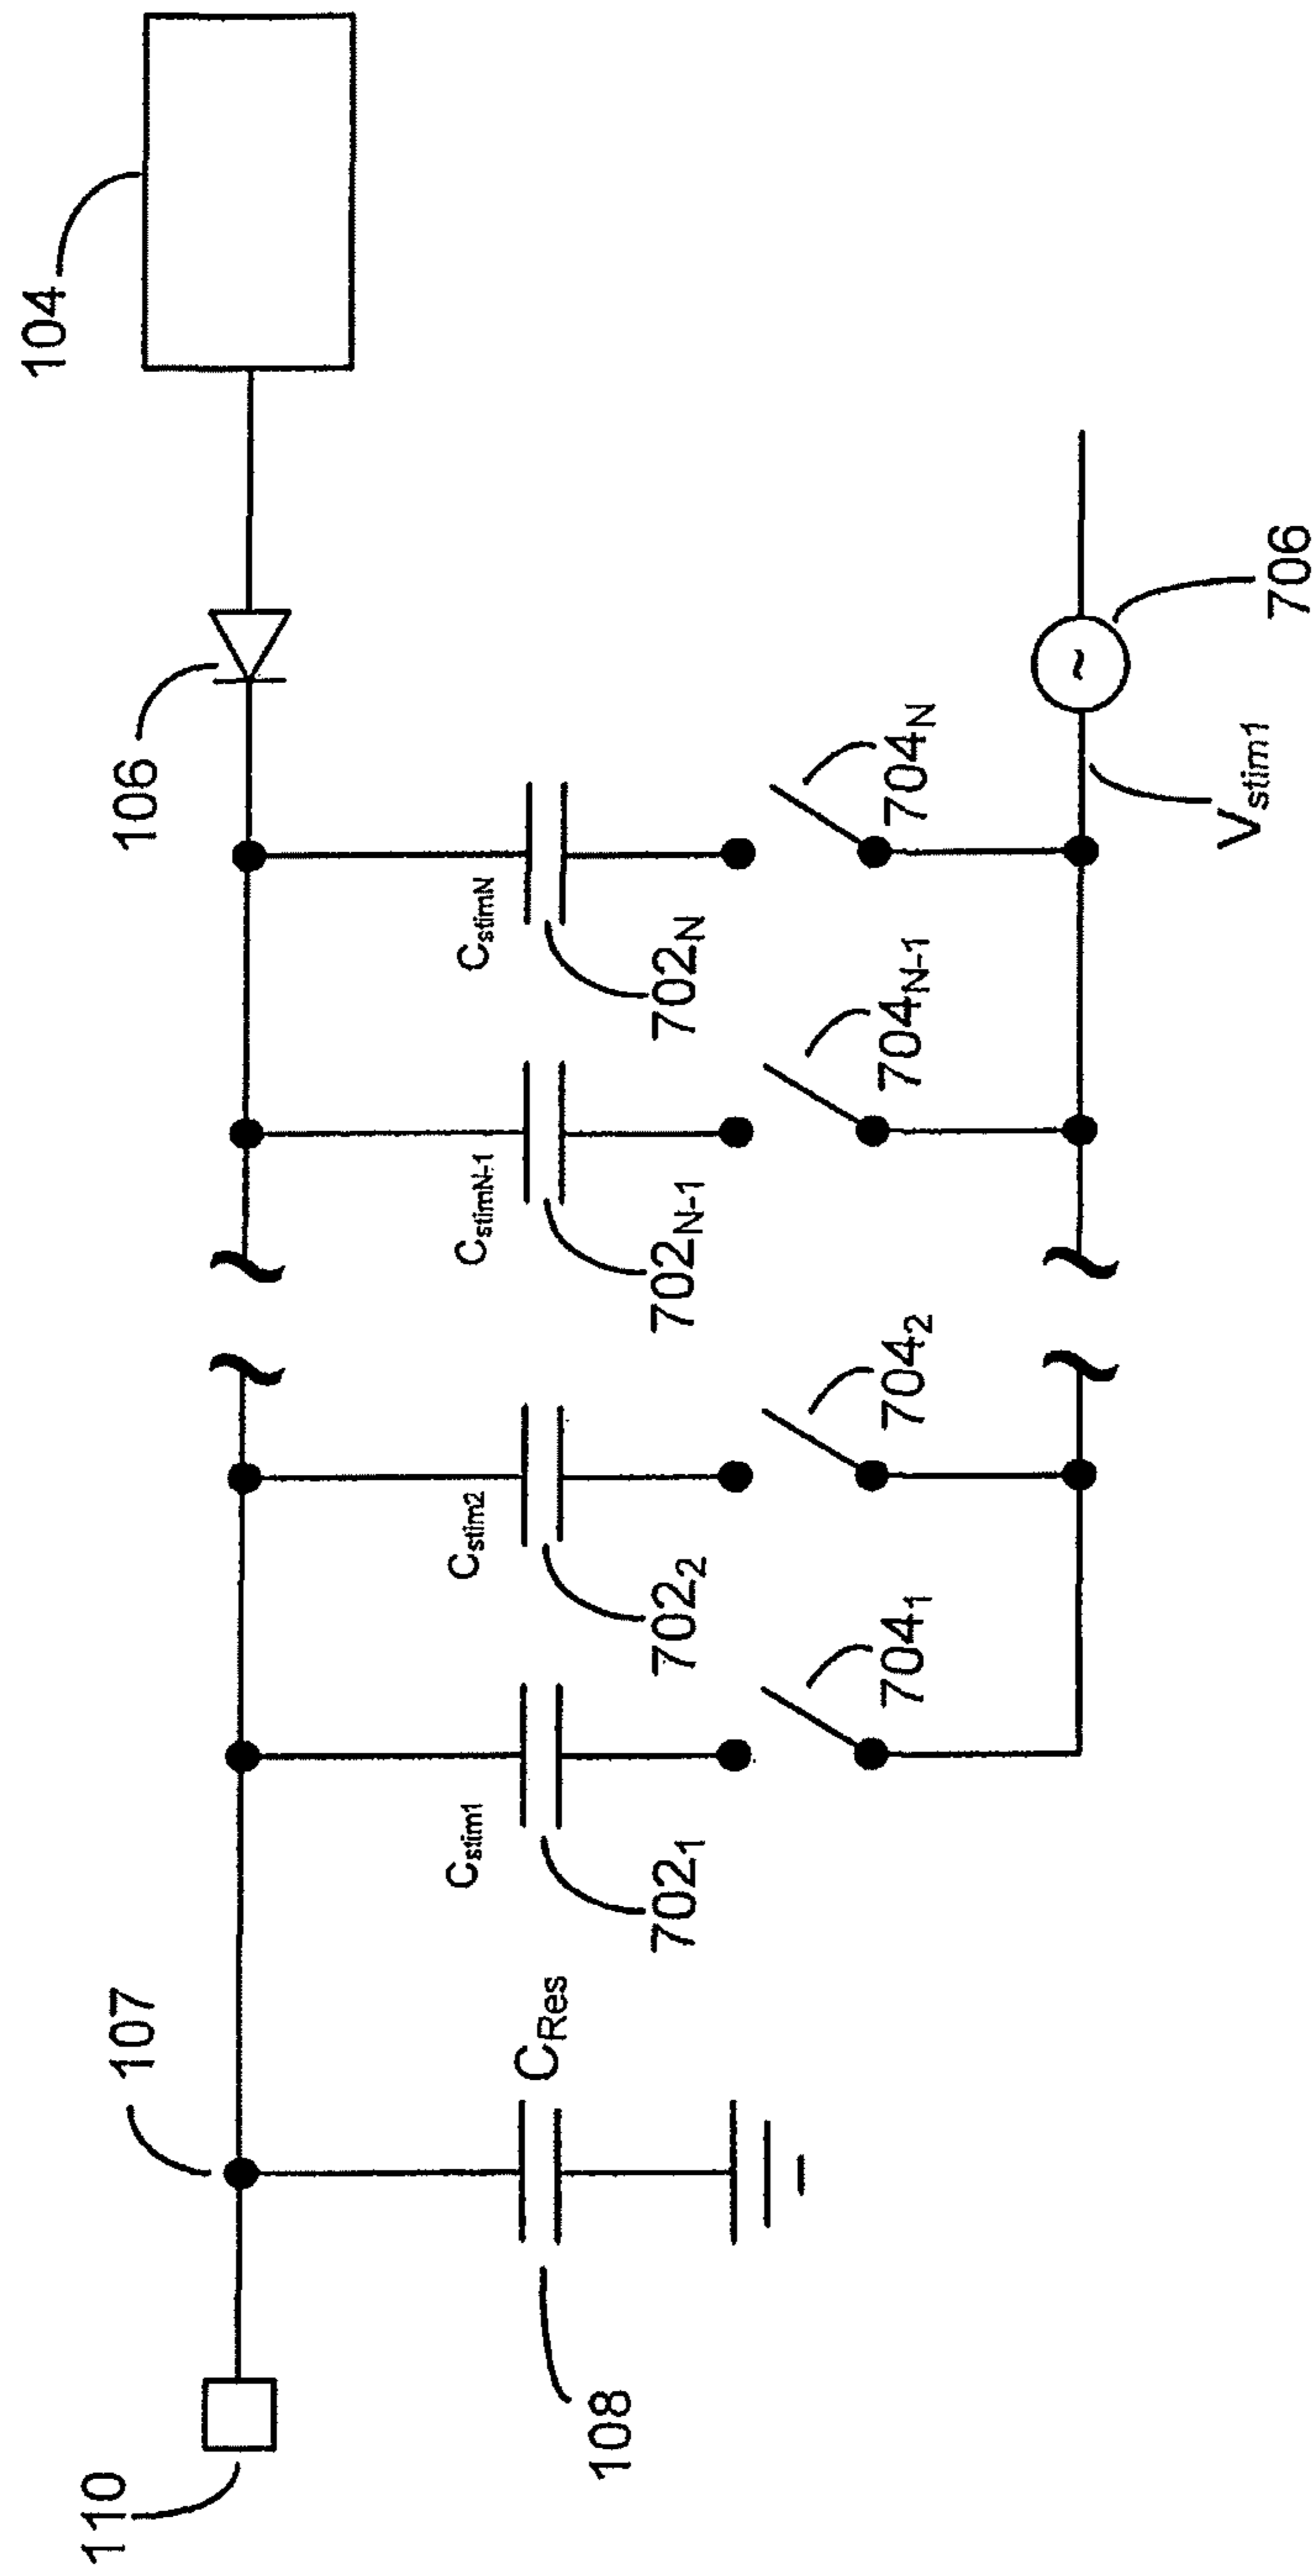 104
106
107
110
C_stimN
C_stimN-1
C_stim2
C_stim1
C_Res
702_N
702_N-1
702_2
702_1
108
704_N
704_N-1
704_2
704_1
~
V_stim1
706